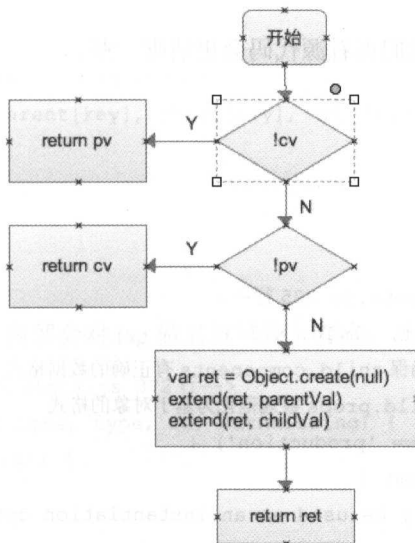 开始
!cv
Y
return pv
N
!pv
Y
return cv
N
var ret = Object.create(null)
extend(ret, parentVal)
extend(ret, childVal)
return ret